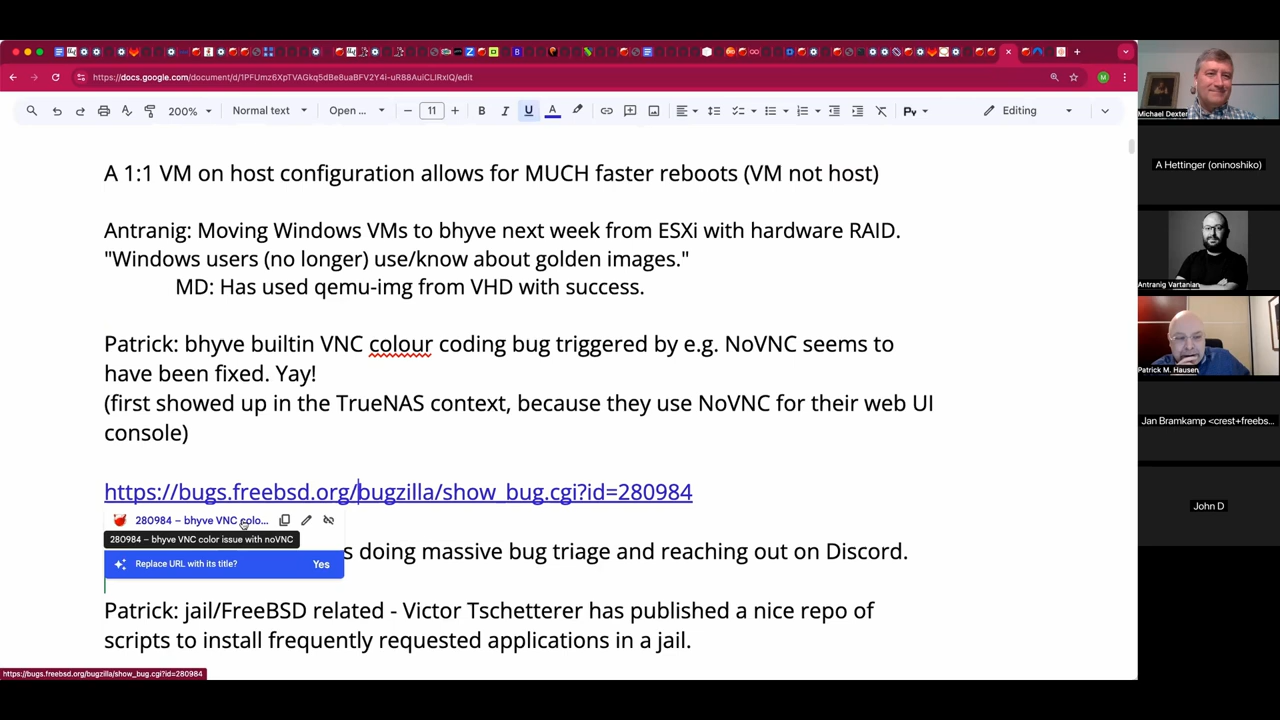 https://docs.google.com/document/d/1PFUmz6XpTVAGkq5dBe8uaBFV2Y4i-uR88AuiCLIRxIQ/edit
M
200%
Normal text
Open ...
11
Editing
A 1:1 VM on host configuration allows for MUCH faster reboots (VM not host)
Antranig: Moving Windows VMs to bhyve next week from ESXi with hardware RAID.
"Windows users (no longer) use/know about golden images."
MD: Has used qemu-img from VHD with success.
Patrick: bhyve builtin VNC colour coding bug triggered by e.g. NoVNC seems to
have been fixed. Yay!
(first showed up in the TrueNAS context, because they use NoVNC for their web UI
console)
https://bugs.freebsd.org/bugzilla/show_bug.cgi?id=280984
280984 – bhyve VNC colo...
280984 – bhyve VNC color issue with noVNC
s doing massive bug triage and reaching out on Discord.
Replace URL with its title?
Yes
Patrick: jail/FreeBSD related - Victor Tschetterer has published a nice repo of
scripts to install frequently requested applications in a jail.
https://bugs.freebsd.org/bugzilla/show_bug.cgi?id=280984
Michael Dexter
A Hettinger (oninoshiko)
Antranig Vartanian
Patrick M. Hausen
Jan Bramkamp <crest+freebs...
John D